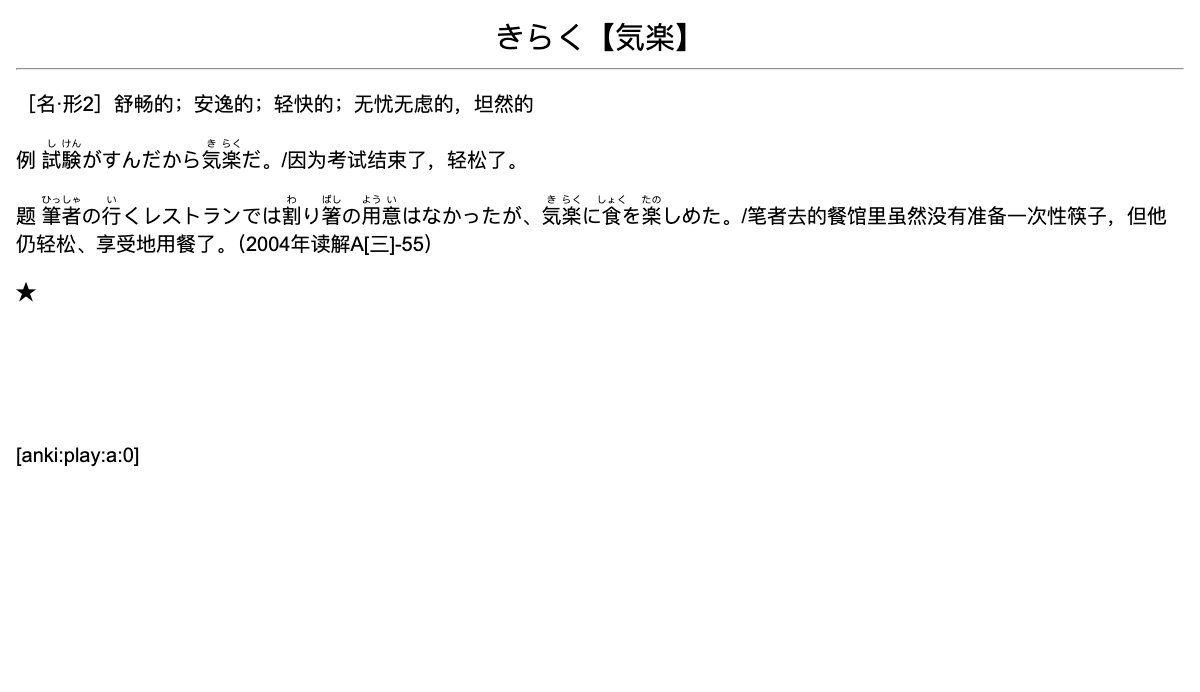 きらく【気楽】
［名·形2］舒畅的；安逸的；轻快的；无忧无虑的，坦然的
し けん き らく
例 試験がすんだから気楽だ。/因为考试结束了，轻松了。
ひっしゃ い わ ばし よう い き らく しょく たの
题 筆者の行くレストランでは割り箸の用意はなかったが、気楽に食を楽しめた。/笔者去的餐馆里虽然没有准备一次性筷子，但他
仍轻松、享受地用餐了。（2004年读解A[三]-55）
★
[anki:play:a:0]